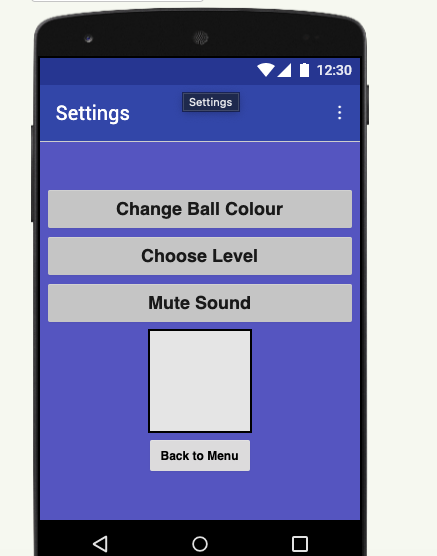 12:30
Settings
Settings
Change Ball Colour
Choose Level
Mute Sound
Back to Menu